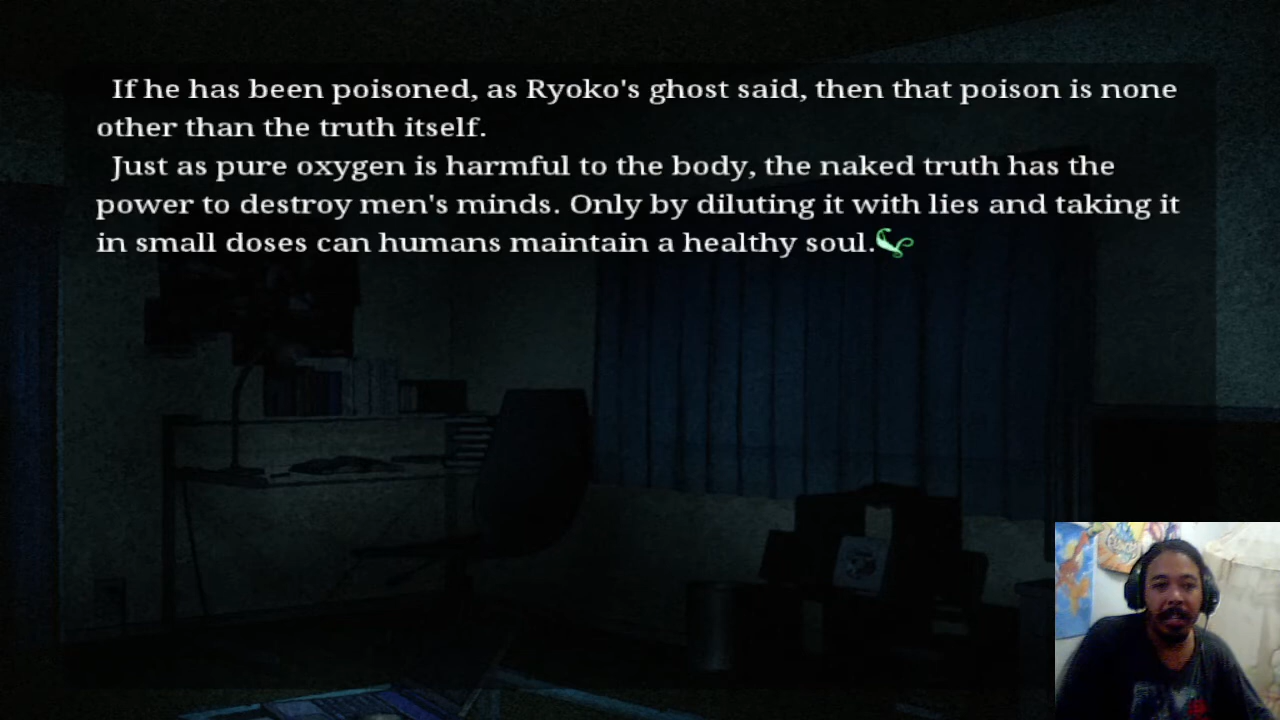 If he has been poisoned, as Ryoko's ghost said, then that poison is none
other than the truth itself.
Just as pure oxygen is harmful to the body, the naked truth has the
power to destroy men's minds. Only by diluting it with lies and taking it
in small doses can humans maintain a healthy soul.